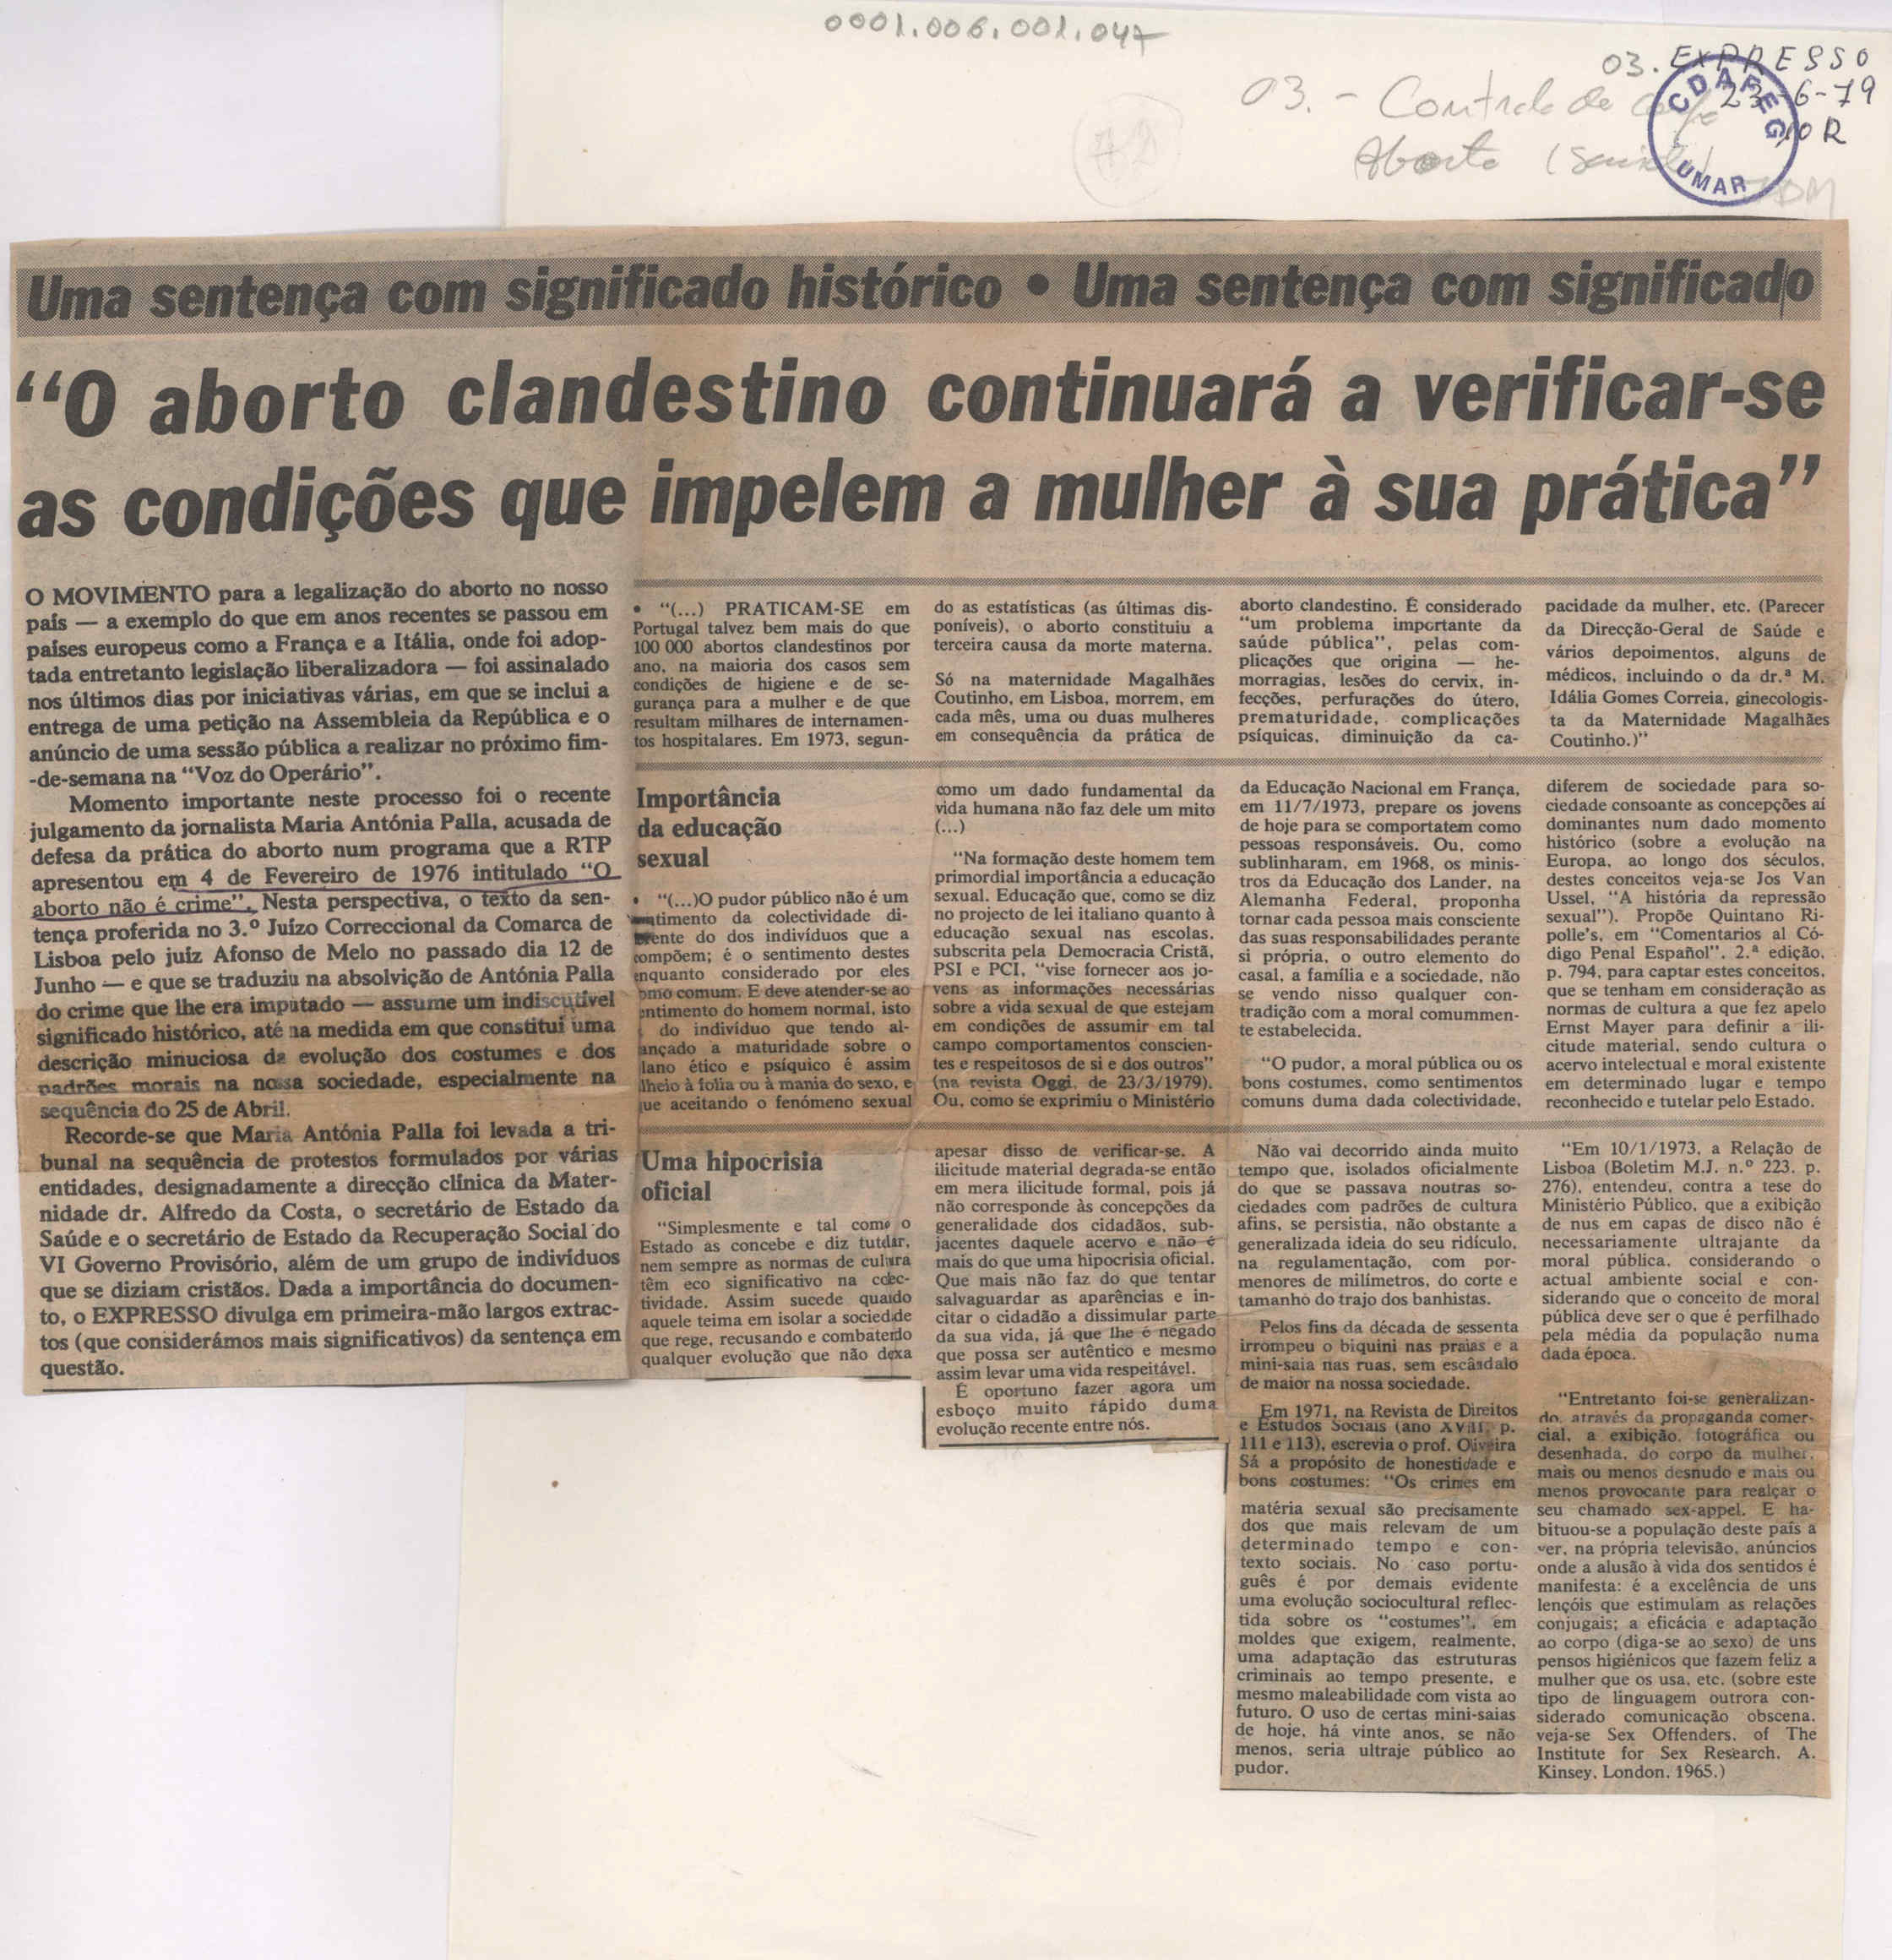 0001.006.001.047
03. EXPRESSO
23-6-79
03. - Controle de
Aborto
CDAFEG
UMAR
Uma sentença com significado histórico • Uma sentença com significado
“O aborto clandestino continuará a verificar-se
as condições que impelem a mulher à sua prática”
O MOVIMENTO para a legalização do aborto no nosso
país — a exemplo do que em anos recentes se passou em
países europeus como a França e a Itália, onde foi adop-
tada entretanto legislação liberalizadora — foi assinalado
nos últimos dias por iniciativas várias, em que se inclui a
entrega de uma petição na Assembleia da República e o
anúncio de uma sessão pública a realizar no próximo fim-
-de-semana na “Voz do Operário”.
Momento importante neste processo foi o recente
julgamento da jornalista Maria Antónia Palla, acusada de
defesa da prática do aborto num programa que a RTP
apresentou em 4 de Fevereiro de 1976 intitulado “O
aborto não é crime”. Nesta perspectiva, o texto da sen-
tença proferida no 3.º Juízo Correccional da Comarca de
Lisboa pelo juiz Afonso de Melo no passado dia 12 de
Junho — e que se traduziu na absolvição de Antónia Palla
do crime que lhe era imputado — assume um indiscutível
significado histórico, até na medida em que constitui uma
descrição minuciosa da evolução dos costumes e dos
padrões morais na nossa sociedade, especialmente na
sequência do 25 de Abril.
Recorde-se que Maria Antónia Palla foi levada a tri-
bunal na sequência de protestos formulados por várias
entidades, designadamente a direcção clínica da Mater-
nidade dr. Alfredo da Costa, o secretário de Estado da
Saúde e o secretário de Estado da Recuperação Social do
VI Governo Provisório, além de um grupo de indivíduos
que se diziam cristãos. Dada a importância do documen-
to, o EXPRESSO divulga em primeira-mão largos extrac-
tos (que considerámos mais significativos) da sentença em
questão.
• “(...) PRATICAM-SE em
Portugal talvez bem mais do que
100 000 abortos clandestinos por
ano, na maioria dos casos sem
condições de higiene e de se-
gurança para a mulher e de que
resultam milhares de internamen-
tos hospitalares. Em 1973, segun-
do as estatísticas (as últimas dis-
poníveis), o aborto constituiu a
terceira causa da morte materna.
Só na maternidade Magalhães
Coutinho, em Lisboa, morrem, em
cada mês, uma ou duas mulheres
em consequência da prática de
aborto clandestino. É considerado
“um problema importante da
saúde pública”, pelas com-
plicações que origina — he-
morragias, lesões do cervix, in-
fecções, perfurações do útero,
prematuridade, complicações
psíquicas, diminuição da ca-
pacidade da mulher, etc. (Parecer
da Direcção-Geral de Saúde e
vários depoimentos, alguns de
médicos, incluindo o da dr.ª M.
Idália Gomes Correia, ginecologis-
ta da Maternidade Magalhães
Coutinho.)”
Importância
da educação
sexual
• “(...)O pudor público não é um
sentimento da colectividade di-
ferente do dos indivíduos que a
compõem; é o sentimento destes
enquanto considerado por eles
omo comum. E deve atender-se ao
entimento do homem normal, isto
do indivíduo que tendo al-
ançado a maturidade sobre o
lano ético e psíquico é assim
lheio à folia ou à mania do sexo, e
que aceitando o fenómeno sexual
como um dado fundamental da
vida humana não faz dele um mito
(...)
“Na formação deste homem tem
primordial importância a educação
sexual. Educação que, como se diz
no projecto de lei italiano quanto à
educação sexual nas escolas,
subscrita pela Democracia Cristã,
PSI e PCI, “vise fornecer aos jo-
vens as informações necessárias
sobre a vida sexual de que estejam
em condições de assumir em tal
campo comportamentos conscien-
tes e respeitosos de si e dos outros”
(na revista Oggi, de 23/3/1979).
Ou, como se exprimiu o Ministério
da Educação Nacional em França,
em 11/7/1973, prepare os jovens
de hoje para se comportatem como
pessoas responsáveis. Ou, como
sublinharam, em 1968, os minis-
tros da Educação dos Lander, na
Alemanha Federal, proponha
tornar cada pessoa mais consciente
das suas responsabilidades perante
si própria, o outro elemento do
casal, a família e a sociedade, não
se vendo nisso qualquer con-
tradição com a moral comummen-
te estabelecida.
“O pudor, a moral pública ou os
bons costumes, como sentimentos
comuns duma dada colectividade,
diferem de sociedade para so-
ciedade consoante as concepções aí
dominantes num dado momento
histórico (sobre a evolução na
Europa, ao longo dos séculos,
destes conceitos veja-se Jos Van
Ussel, “A história da repressão
sexual”). Propõe Quintano Ri-
polle's, em “Comentarios al Có-
digo Penal Español”, 2.ª edição,
p. 794, para captar estes conceitos,
que se tenham em consideração as
normas de cultura a que fez apelo
Ernst Mayer para definir a ili-
citude material, sendo cultura o
acervo intelectual e moral existente
em determinado lugar e tempo
reconhecido e tutelar pelo Estado.
Uma hipocrisia
oficial
“Simplesmente e tal como o
Estado as concebe e diz tutelar,
nem sempre as normas de cultura
têm eco significativo na colec-
tividade. Assim sucede quando
aquele teima em isolar a sociedade
que rege, recusando e combatendo
qualquer evolução que não deixa
apesar disso de verificar-se. A
ilicitude material degrada-se então
em mera ilicitude formal, pois já
não corresponde às concepções da
generalidade dos cidadãos, sub-
jacentes daquele acervo e não é
mais do que uma hipocrisia oficial.
Que mais não faz do que tentar
salvaguardar as aparências e in-
citar o cidadão a dissimular parte
da sua vida, já que lhe é negado
que possa ser autêntico e mesmo
assim levar uma vida respeitável.
É oportuno fazer agora um
esboço muito rápido duma
evolução recente entre nós.
Não vai decorrido ainda muito
tempo que, isolados oficialmente
do que se passava noutras so-
ciedades com padrões de cultura
afins, se persistia, não obstante a
generalizada ideia do seu ridículo,
na regulamentação, com por-
menores de milímetros, do corte e
tamanho do trajo dos banhistas.
Pelos fins da década de sessenta
irrompeu o biquini nas praias e a
mini-saia nas ruas, sem escândalo
de maior na nossa sociedade.
Em 1971, na Revista de Direitos
e Estudos Sociais (ano XVIII, p.
111 e 113), escrevia o prof. Oliveira
Sá a propósito de honestidade e
bons costumes: “Os crimes em
matéria sexual são precisamente
dos que mais relevam de um
determinado tempo e con-
texto sociais. No caso portu-
guês é por demais evidente
uma evolução sociocultural reflec-
tida sobre os “costumes”, em
moldes que exigem, realmente,
uma adaptação das estruturas
criminais ao tempo presente, e
mesmo maleabilidade com vista ao
futuro. O uso de certas mini-saias
de hoje, há vinte anos, se não
menos, seria ultraje público ao
pudor.
“Em 10/1/1973, a Relação de
Lisboa (Boletim M.J. n.º 223, p.
276), entendeu, contra a tese do
Ministério Público, que a exibição
de nus em capas de disco não é
necessariamente ultrajante da
moral pública, considerando o
actual ambiente social e con-
siderando que o conceito de moral
pública deve ser o que é perfilhado
pela média da população numa
dada época.
“Entretanto foi-se generalizan-
do, através da propaganda comer-
cial, a exibição, fotográfica ou
desenhada, do corpo da mulher,
mais ou menos desnudo e mais ou
menos provocante para realçar o
seu chamado sex-appel. E ha-
bituou-se a população deste país a
ver, na própria televisão, anúncios
onde a alusão à vida dos sentidos é
manifesta: é a excelência de uns
lençóis que estimulam as relações
conjugais; a eficácia e adaptação
ao corpo (diga-se ao sexo) de uns
pensos higiénicos que fazem feliz a
mulher que os usa, etc. (sobre este
tipo de linguagem outrora con-
siderado comunicação obscena,
veja-se Sex Offenders, of The
Institute for Sex Research, A.
Kinsey, London, 1965.)